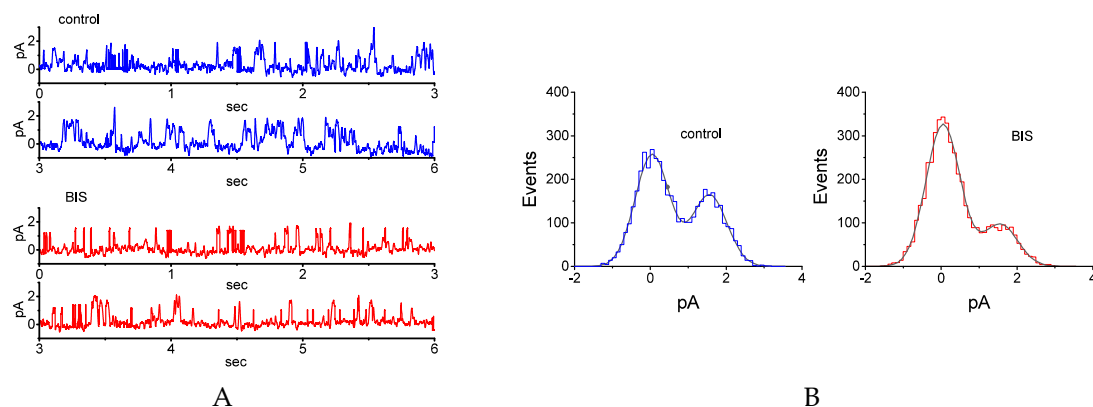 control
pA
2
0
0 1 2 3
sec
pA
2
0
3 4 5 6
sec
BIS
pA
2
0
0 1 2 3
sec
pA
2
0
3 4 5 6
sec
A
Events
400
300
200
100
0
control
-2 0 2 4
pA
Events
400
300
200
100
0
BIS
-2 0 2 4
pA
B